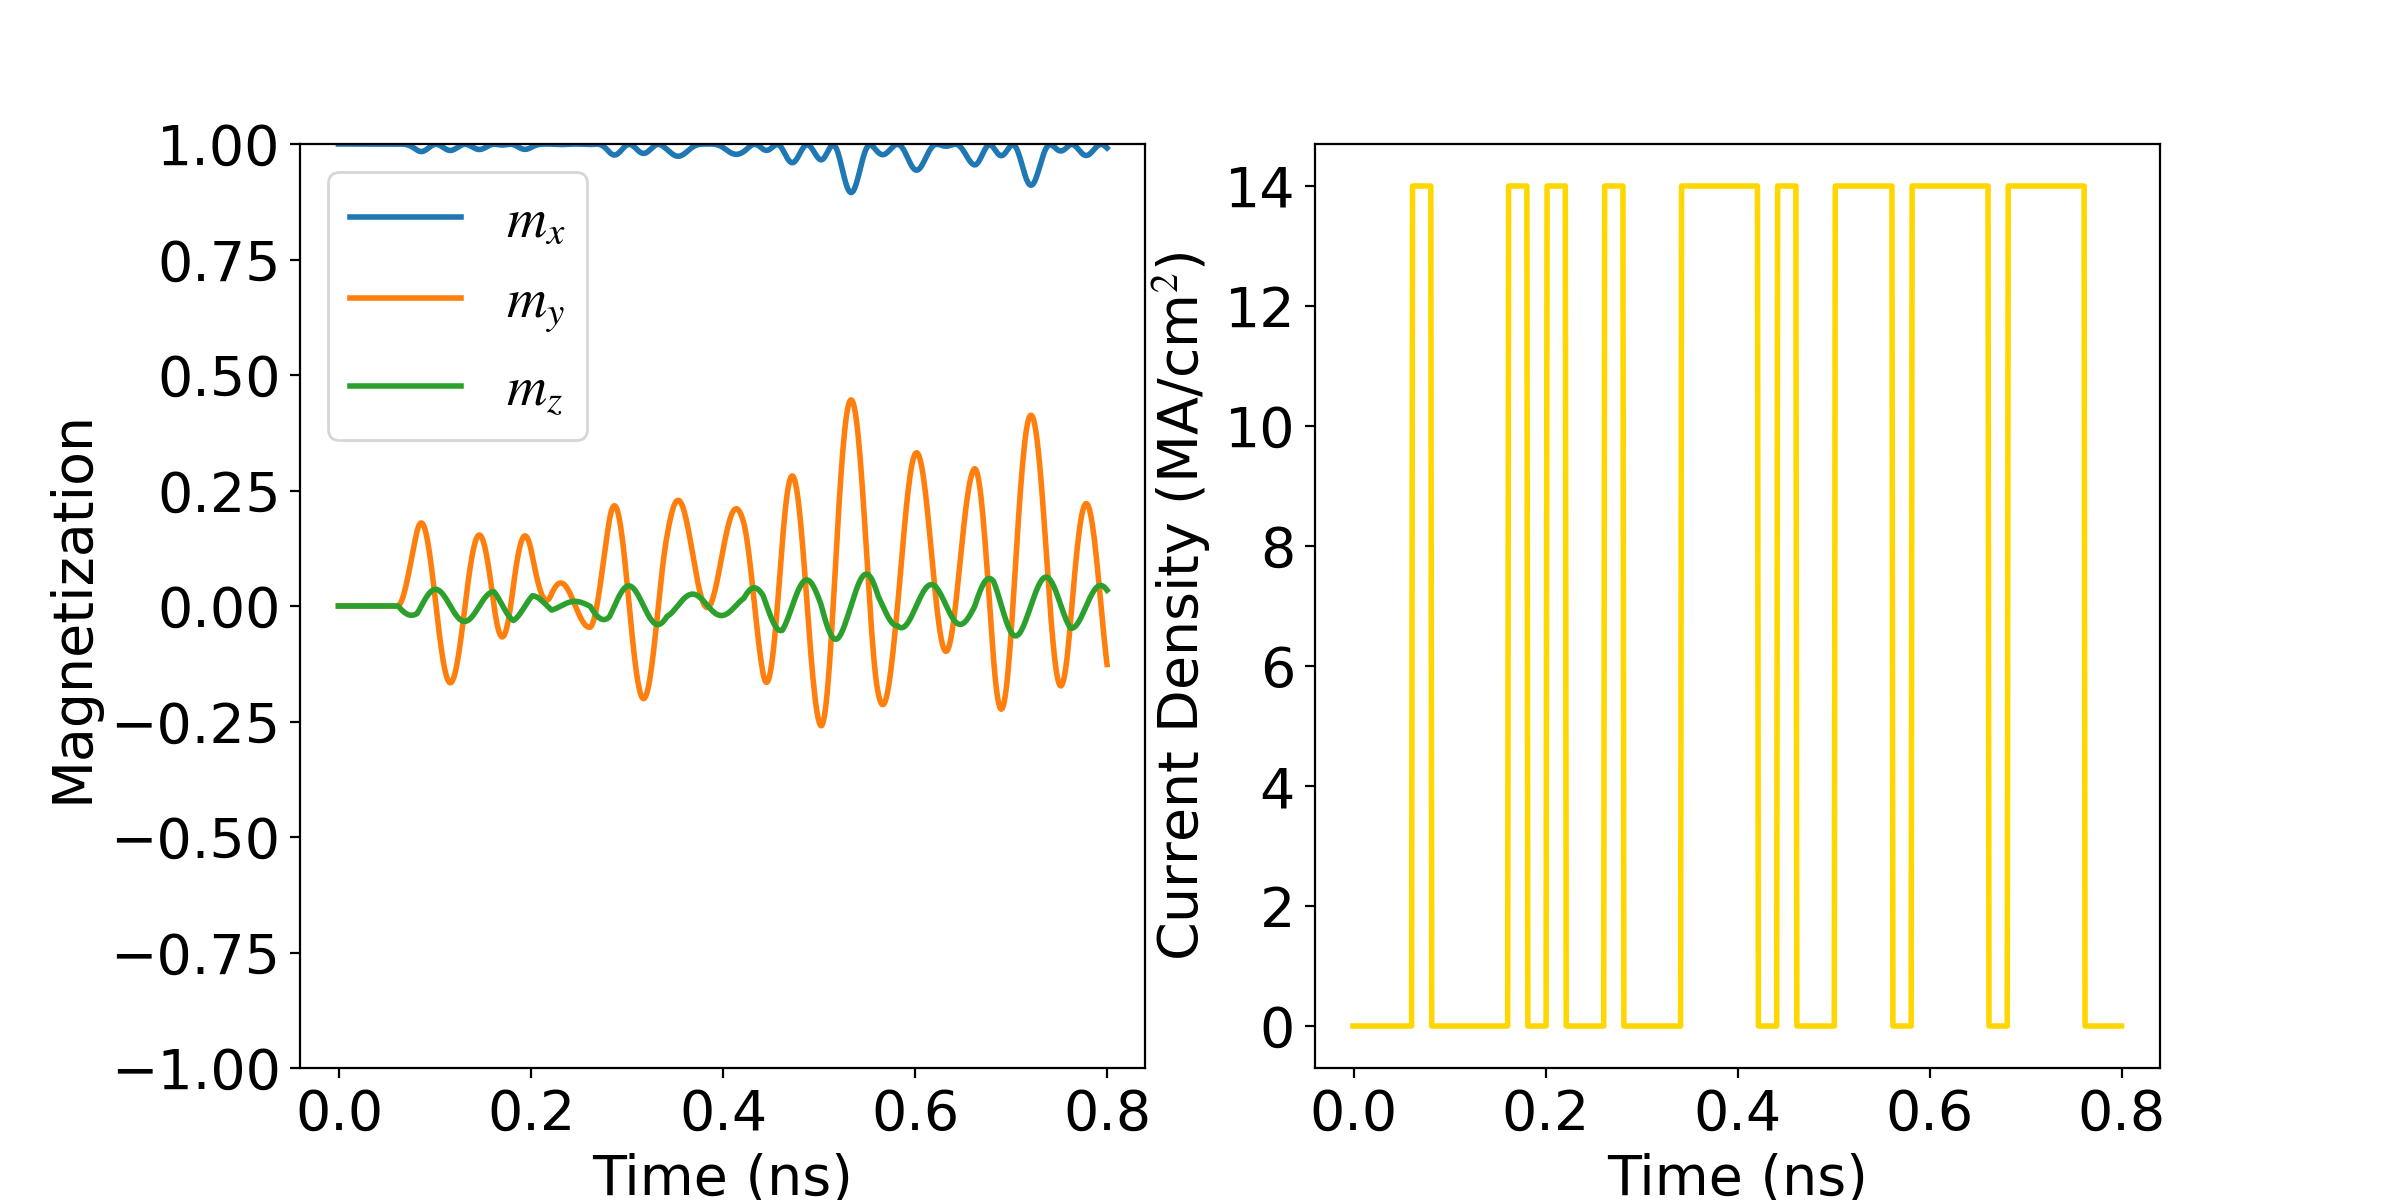 Magnetization
1.00
0.75
0.50
0.25
0.00
−0.25
−0.50
−0.75
−1.00
m_x
m_y
m_z
0.0 0.2 0.4 0.6 0.8
Time (ns)
Current Density (MA/cm²)
14
12
10
8
6
4
2
0
0.0 0.2 0.4 0.6 0.8
Time (ns)